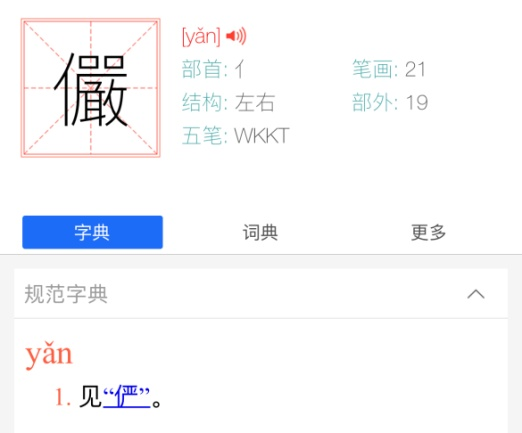 儼
[yǎn]
部首: 亻 笔画: 21
结构: 左右 部外: 19
五笔: WKKT
字典 词典 更多
规范字典
yǎn
1. 见“俨”。